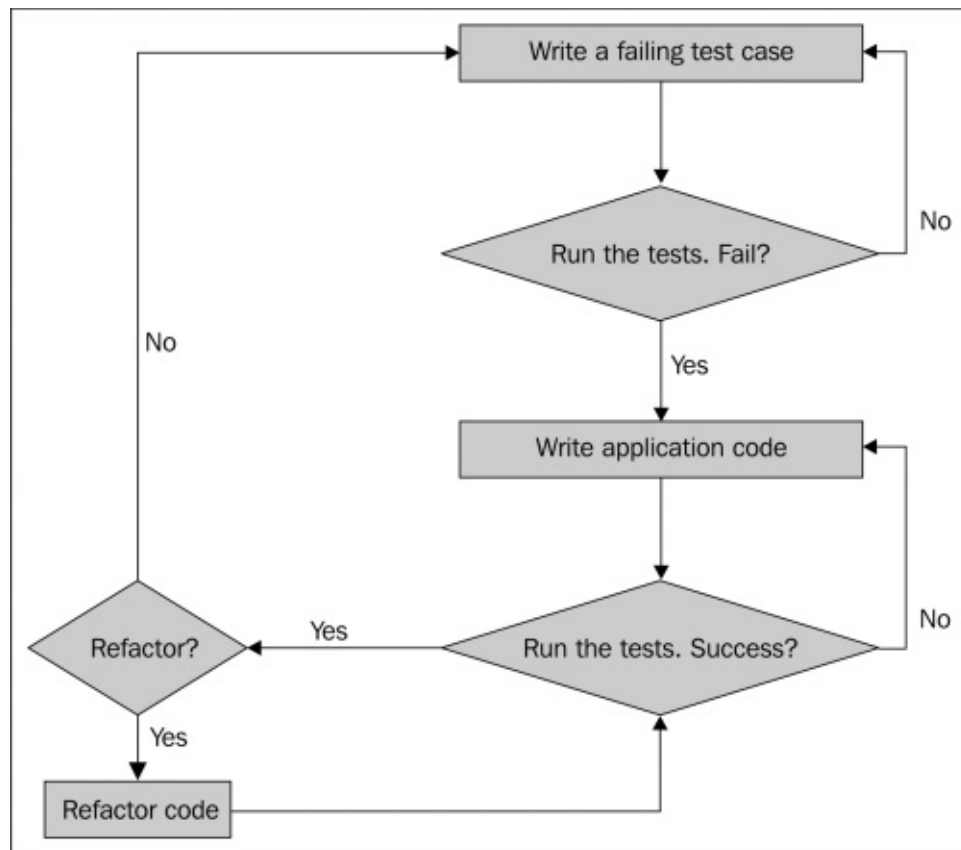 Write a failing test case
No
Run the tests. Fail?
No
Yes
Write application code
No
Yes
Refactor?
Run the tests. Success?
Yes
Refactor code